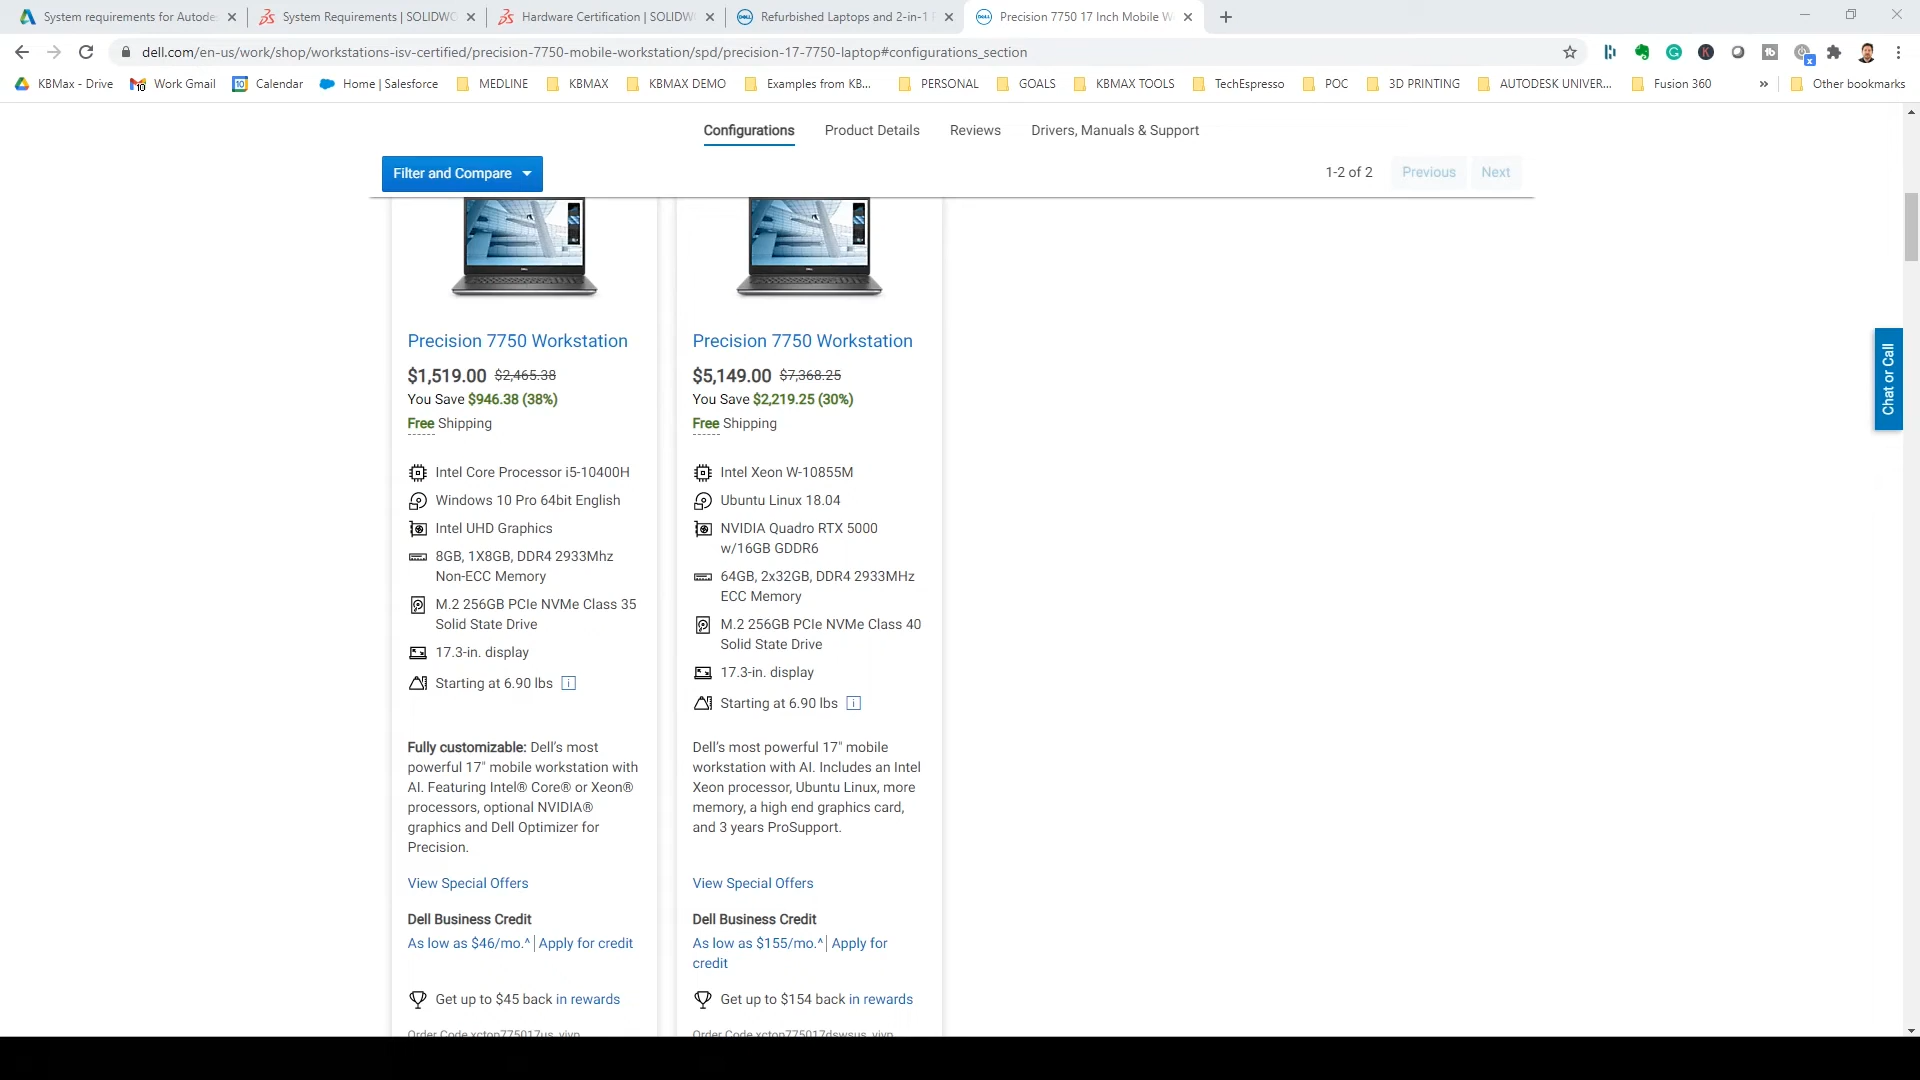 System requirements for Autode
System Requirements | SOLIDWO
Hardware Certification | SOLIDW
Refurbished Laptops and 2-in-1
Precision 7750 17 Inch Mobile W
dell.com/en-us/work/shop/workstations-isv-certified/precision-7750-mobile-workstation/spd/precision-17-7750-laptop#configurations_section
KBMax - Drive
Work Gmail
Calendar
Home | Salesforce
MEDLINE
KBMAX
KBMAX DEMO
Examples from KB...
PERSONAL
GOALS
KBMAX TOOLS
TechEspresso
POC
3D PRINTING
AUTODESK UNIVER...
Fusion 360
»
Other bookmarks
Configurations
Product Details
Reviews
Drivers, Manuals & Support
Filter and Compare
1-2 of 2
Previous
Next
Precision 7750 Workstation
$1,519.00 $2,465.38
You Save $946.38 (38%)
Free Shipping
Intel Core Processor i5-10400H
Windows 10 Pro 64bit English
Intel UHD Graphics
8GB, 1X8GB, DDR4 2933Mhz
Non-ECC Memory
M.2 256GB PCIe NVMe Class 35
Solid State Drive
17.3-in. display
Starting at 6.90 lbs
Fully customizable: Dell's most
powerful 17" mobile workstation with
AI. Featuring Intel® Core® or Xeon®
processors, optional NVIDIA®
graphics and Dell Optimizer for
Precision.
View Special Offers
Dell Business Credit
As low as $46/mo.^ | Apply for credit
Get up to $45 back in rewards
Order Code xctop775017us_vivp
Precision 7750 Workstation
$5,149.00 $7,368.25
You Save $2,219.25 (30%)
Free Shipping
Intel Xeon W-10855M
Ubuntu Linux 18.04
NVIDIA Quadro RTX 5000
w/16GB GDDR6
64GB, 2x32GB, DDR4 2933MHz
ECC Memory
M.2 256GB PCIe NVMe Class 40
Solid State Drive
17.3-in. display
Starting at 6.90 lbs
Dell's most powerful 17" mobile
workstation with AI. Includes an Intel
Xeon processor, Ubuntu Linux, more
memory, a high end graphics card,
and 3 years ProSupport.
View Special Offers
Dell Business Credit
As low as $155/mo.^ | Apply for
credit
Get up to $154 back in rewards
Order Code xctop775017dswsus_vivp
Chat or Call